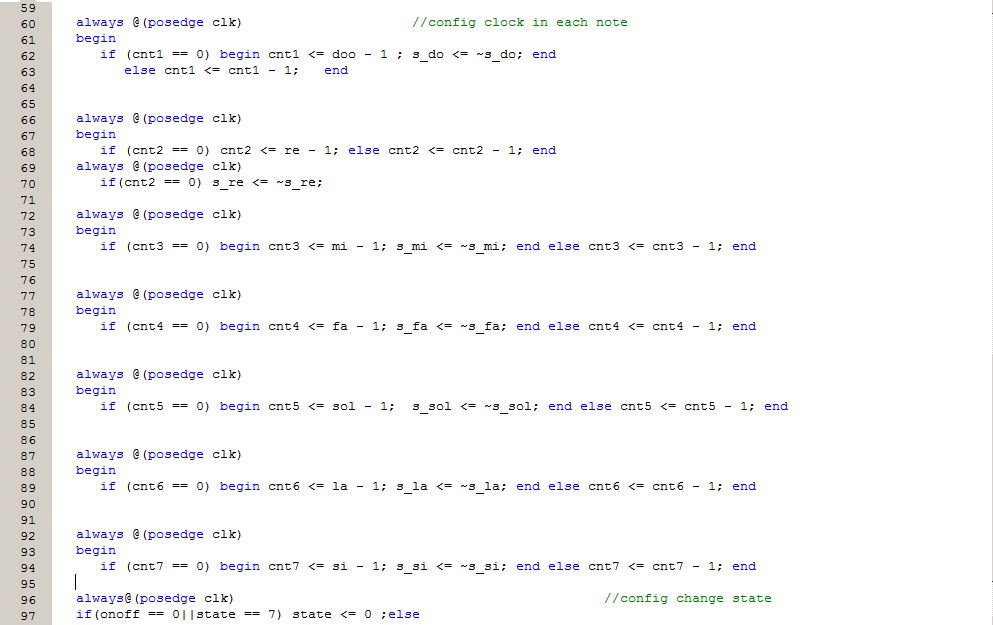 59
60 always @(posedge clk) //config clock in each note
61 begin
62 if (cnt1 == 0) begin cnt1 <= doo - 1 ; s_do <= ~s_do; end
63 else cnt1 <= cnt1 - 1; end
64
65
66 always @(posedge clk)
67 begin
68 if (cnt2 == 0) cnt2 <= re - 1; else cnt2 <= cnt2 - 1; end
69 always @(posedge clk)
70 if(cnt2 == 0) s_re <= ~s_re;
71
72 always @(posedge clk)
73 begin
74 if (cnt3 == 0) begin cnt3 <= mi - 1; s_mi <= ~s_mi; end else cnt3 <= cnt3 - 1; end
75
76
77 always @(posedge clk)
78 begin
79 if (cnt4 == 0) begin cnt4 <= fa - 1; s_fa <= ~s_fa; end else cnt4 <= cnt4 - 1; end
80
81
82 always @(posedge clk)
83 begin
84 if (cnt5 == 0) begin cnt5 <= sol - 1; s_sol <= ~s_sol; end else cnt5 <= cnt5 - 1; end
85
86
87 always @(posedge clk)
88 begin
89 if (cnt6 == 0) begin cnt6 <= la - 1; s_la <= ~s_la; end else cnt6 <= cnt6 - 1; end
90
91
92 always @(posedge clk)
93 begin
94 if (cnt7 == 0) begin cnt7 <= si - 1; s_si <= ~s_si; end else cnt7 <= cnt7 - 1; end
95
96 always@(posedge clk) //config change state
97 if(onoff == 0||state == 7) state <= 0 ;else